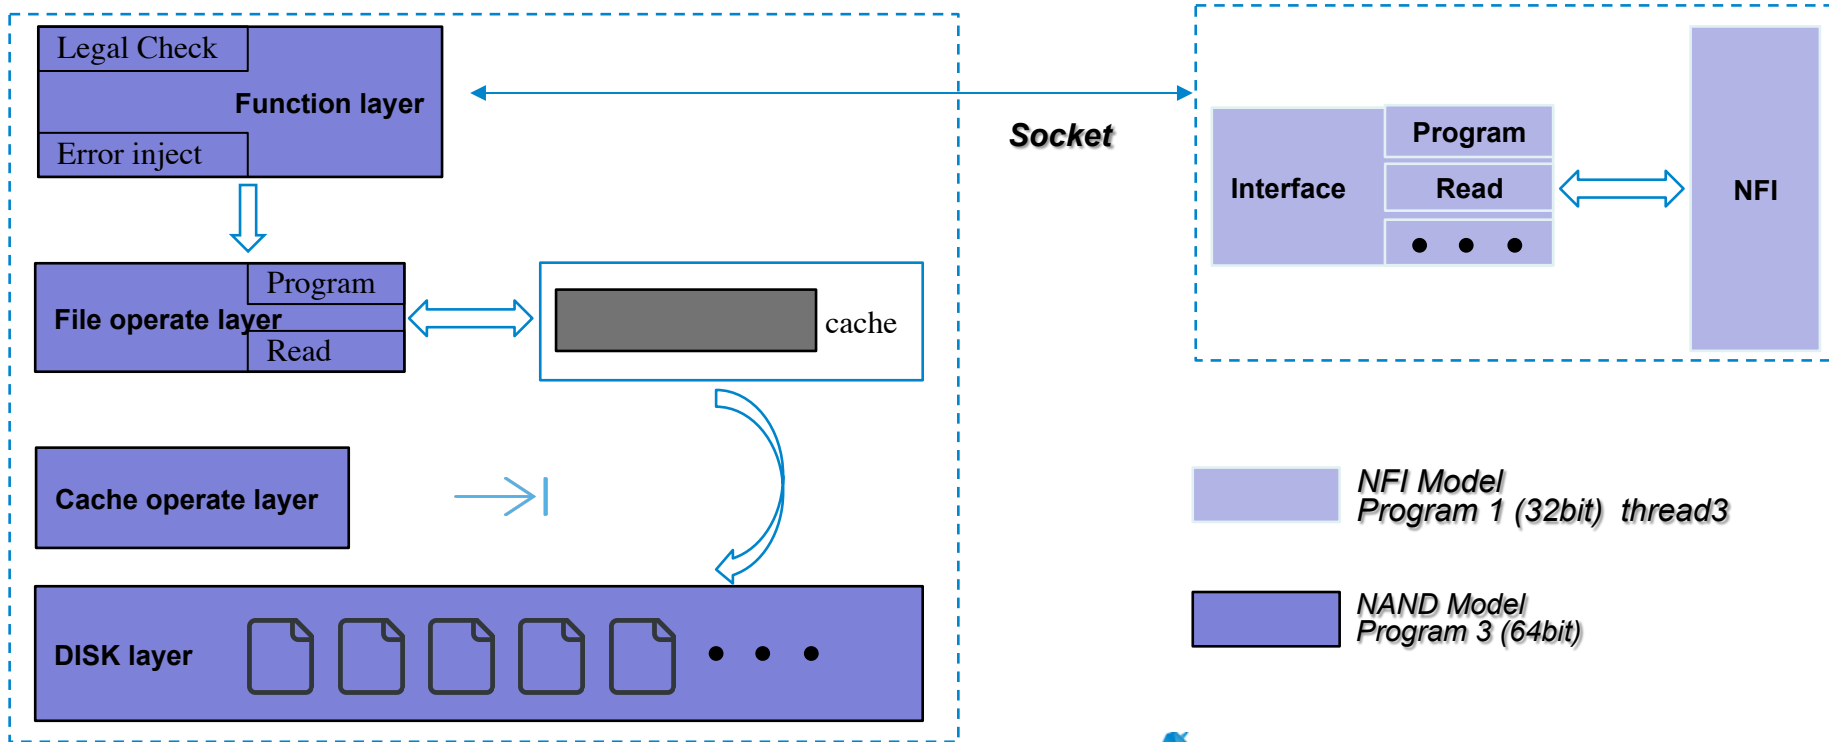 Legal Check
Function layer
Error inject
Socket
Program
Interface
Read
NFI
Program
File operate layer
Read
cache
Cache operate layer
NFI Model
Program 1 (32bit) thread3
NAND Model
Program 3 (64bit)
DISK layer